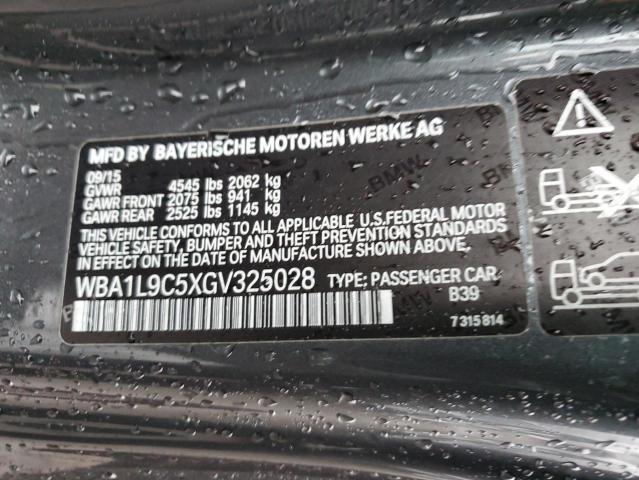 MFD BY BAYERISCHE MOTOREN WERKE AG
09/15
GVWR 4545 lbs 2062 kg
GAWR FRONT 2075 lbs 941 kg
GAWR REAR 2525 lbs 1145 kg
THIS VEHICLE CONFORMS TO ALL APPLICABLE U.S.FEDERAL MOTOR
VEHICLE SAFETY, BUMPER, AND THEFT PREVENTION STANDARDS
IN EFFECT ON THE DATE OF MANUFACTURE SHOWN ABOVE.
WBA1L9C5XGV325028 TYPE: PASSENGER CAR
B39
7 315 814